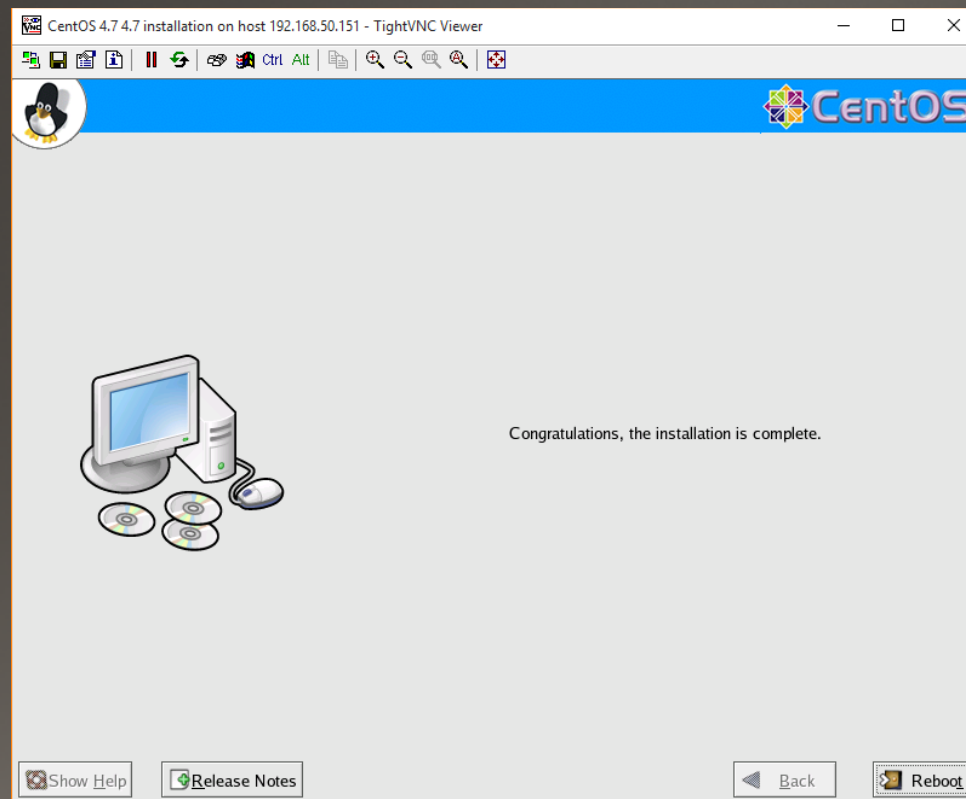 CentOS 4.7 4.7 installation on host 192.168.50.151 - TightVNC Viewer
Ctrl Alt
CentOS
Congratulations, the installation is complete.
Show Help Release Notes Back Reboot